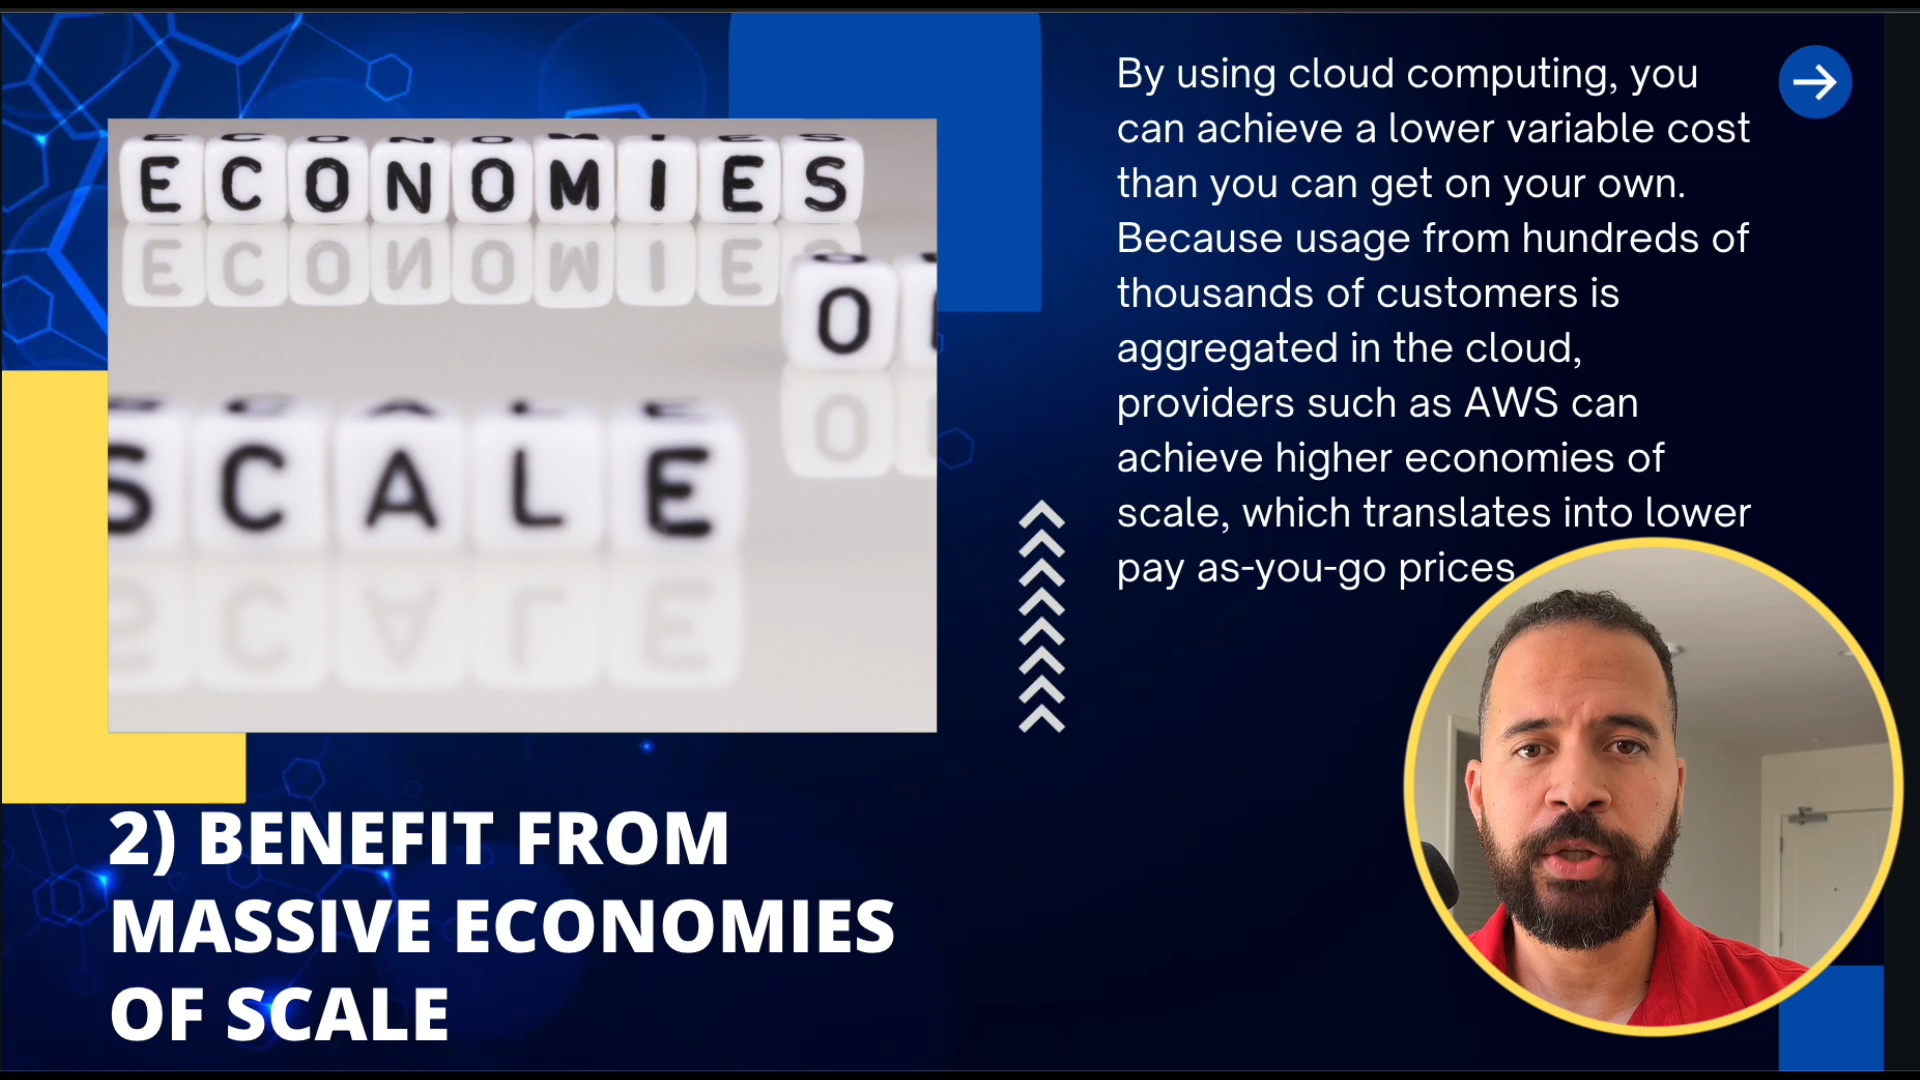 ECONOMIES
O
SCALE
2) BENEFIT FROM
MASSIVE ECONOMIES
OF SCALE
By using cloud computing, you
can achieve a lower variable cost
than you can get on your own.
Because usage from hundreds of
thousands of customers is
aggregated in the cloud,
providers such as AWS can
achieve higher economies of
scale, which translates into lower
pay as-you-go prices